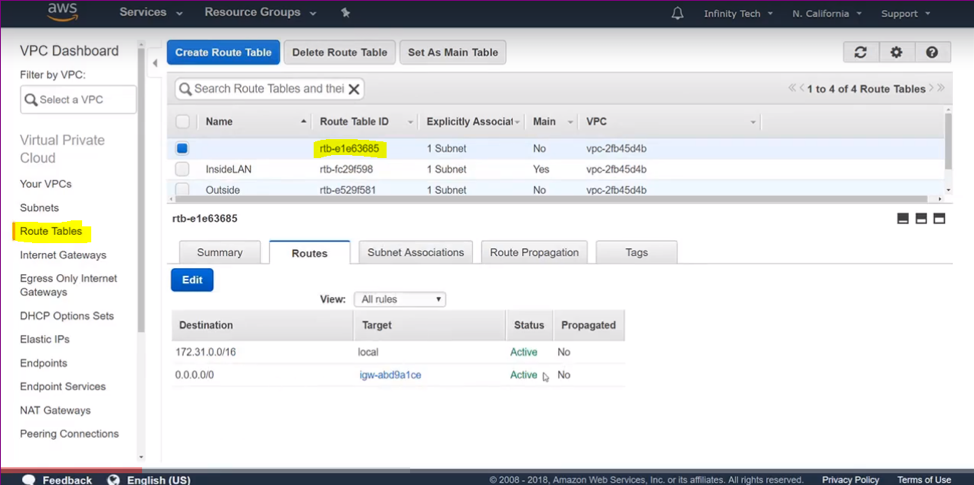 aws Services Resource Groups Infinity Tech N. California Support
VPC Dashboard
Filter by VPC:
Select a VPC
Virtual Private
Cloud
Your VPCs
Subnets
Route Tables
Internet Gateways
Egress Only Internet
Gateways
DHCP Options Sets
Elastic IPs
Endpoints
Endpoint Services
NAT Gateways
Peering Connections
Create Route Table Delete Route Table Set As Main Table
Search Route Tables and thei 1 to 4 of 4 Route Tables
Name Route Table ID Explicitly Associat Main VPC
rtb-e1e63685 1 Subnet No vpc-2fb45d4b
InsideLAN rtb-fc29f598 1 Subnet Yes vpc-2fb45d4b
Outside rtb-e529f581 1 Subnet No vpc-2fb45d4b
rtb-e1e63685
Summary Routes Subnet Associations Route Propagation Tags
Edit
View: All rules
Destination Target Status Propagated
172.31.0.0/16 local Active No
0.0.0.0/0 igw-abd9a1ce Active No
Feedback English (US) © 2008 - 2018, Amazon Web Services, Inc. or its affiliates. All rights reserved. Privacy Policy Terms of Use